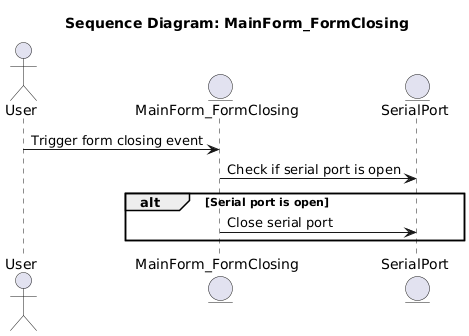 Sequence Diagram: MainForm_FormClosing
User
MainForm_FormClosing
SerialPort
Trigger form closing event
Check if serial port is open
alt
[Serial port is open]
Close serial port
User
MainForm_FormClosing
SerialPort